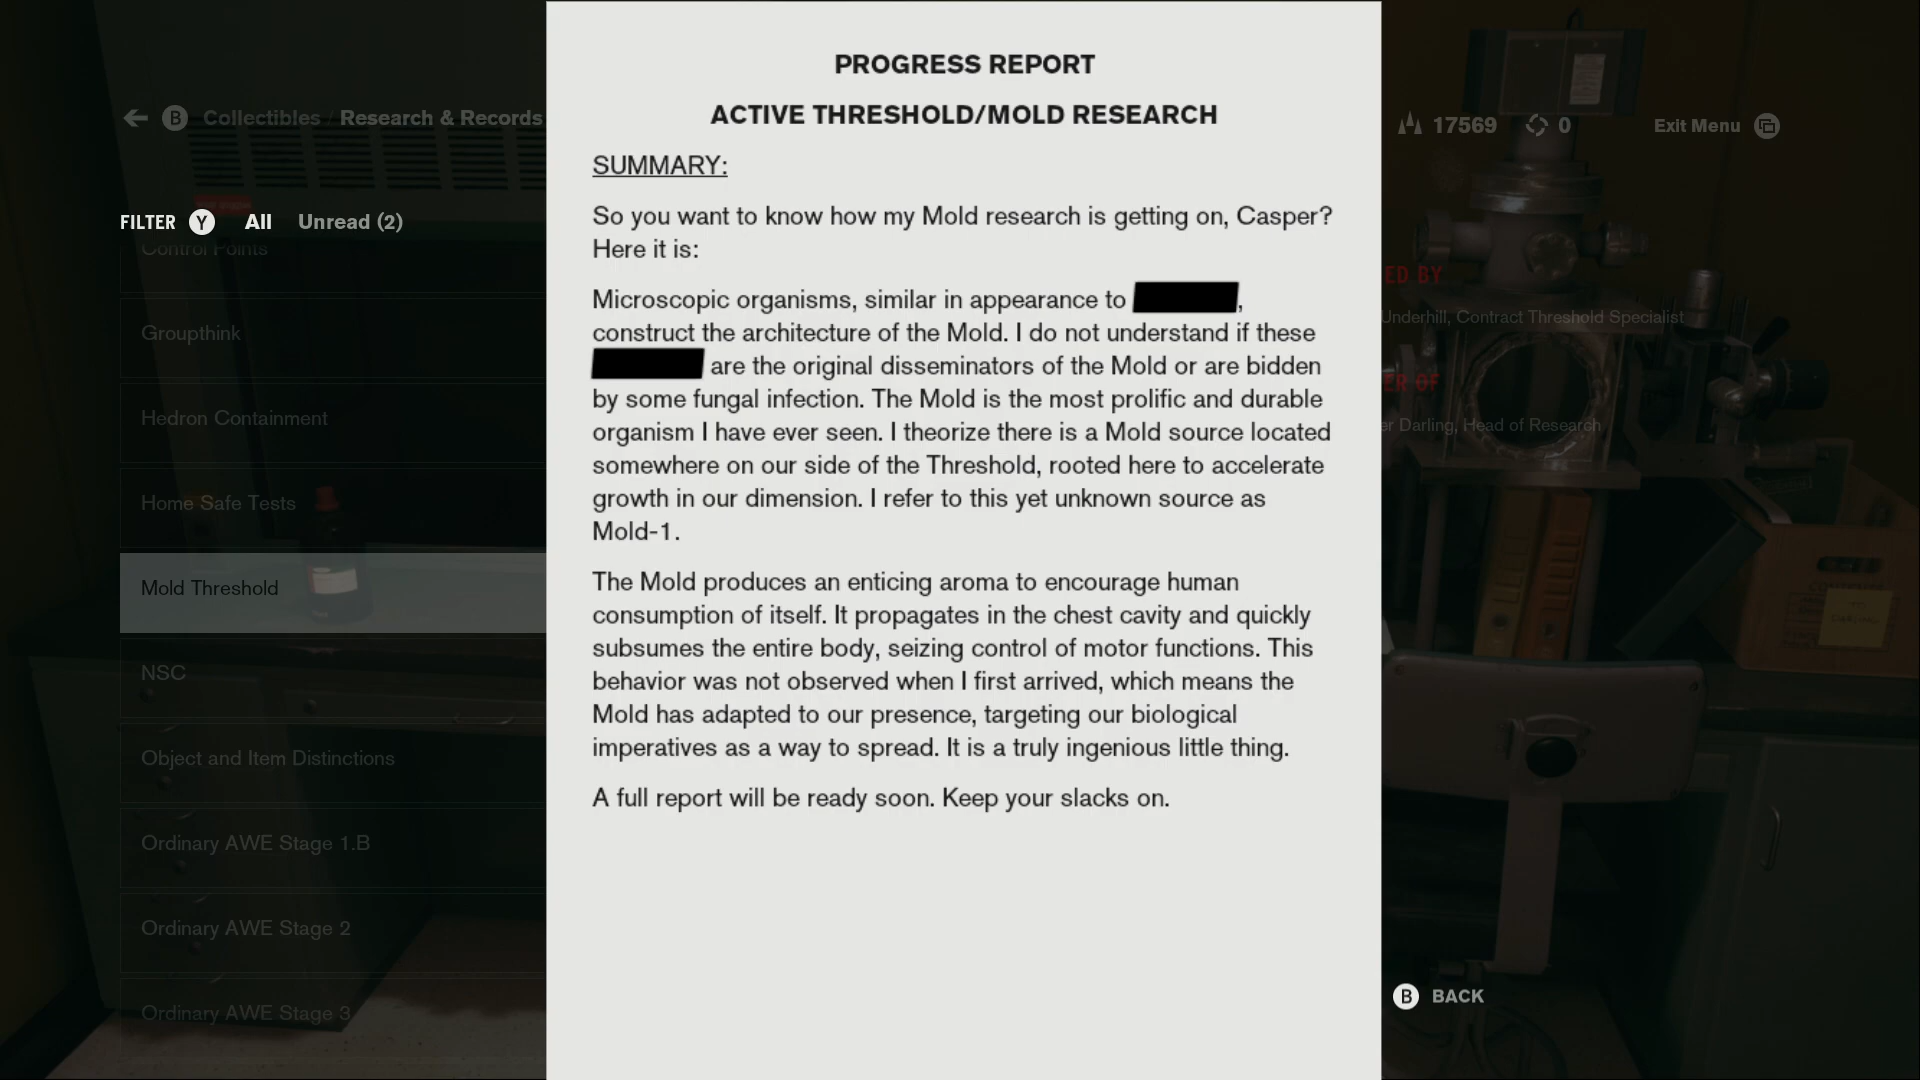 PROGRESS REPORT
ACTIVE THRESHOLD/MOLD RESEARCH
SUMMARY:
So you want to know how my Mold research is getting on, Casper?
Here it is:
Microscopic organisms, similar in appearance to ,
construct the architecture of the Mold. I do not understand if these
are the original disseminators of the Mold or are bidden
by some fungal infection. The Mold is the most prolific and durable
organism I have ever seen. I theorize there is a Mold source located
somewhere on our side of the Threshold, rooted here to accelerate
growth in our dimension. I refer to this yet unknown source as
Mold-1.
The Mold produces an enticing aroma to encourage human
consumption of itself. It propagates in the chest cavity and quickly
subsumes the entire body, seizing control of motor functions. This
behavior was not observed when I first arrived, which means the
Mold has adapted to our presence, targeting our biological
imperatives as a way to spread. It is a truly ingenious little thing.
A full report will be ready soon. Keep your slacks on.
B Collectibles / Research & Records
FILTER Y All Unread (2)
Control Points
Groupthink
Hedron Containment
Home Safe Tests
Mold Threshold
NSC
Object and Item Distinctions
Ordinary AWE Stage 1.B
Ordinary AWE Stage 2
Ordinary AWE Stage 3
17569 0 Exit Menu
ED BY
Underhill, Contract Threshold Specialist
ER OF
er Darling, Head of Research
B BACK